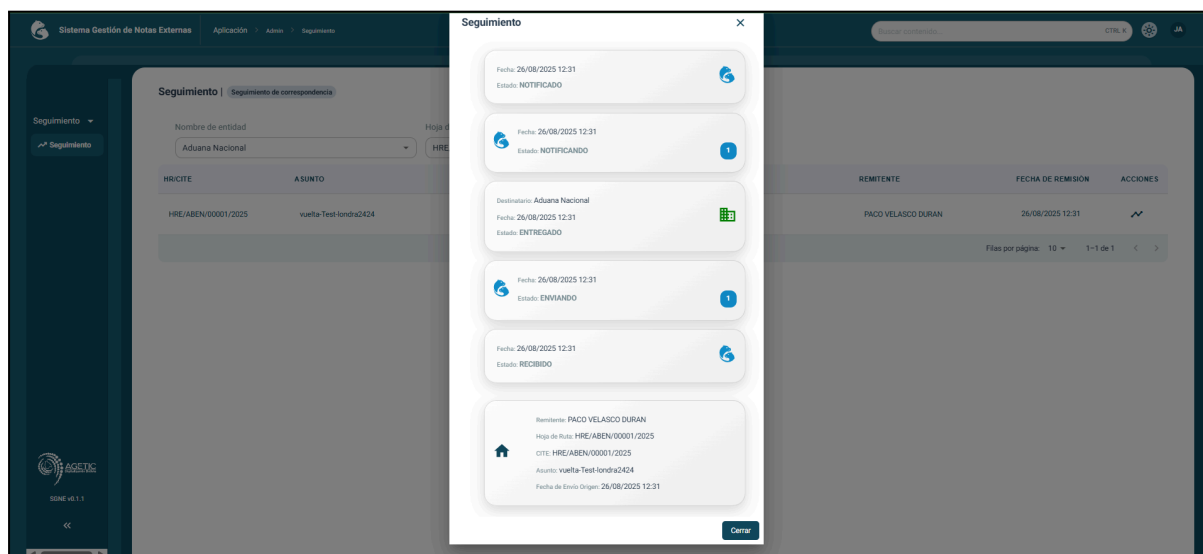 Sistema Gestión de Notas Externas
Aplicación > Admin > Seguimiento
Buscar contenido...
CTRL K
JA
Seguimiento
Seguimiento
Seguimiento | Seguimiento de correspondencia
Nombre de entidad
Hoja d
Aduana Nacional
HRE
HR/CITE
ASUNTO
REMITENTE
FECHA DE REMISIÓN
ACCIONES
HRE/ABEN/00001/2025
vuelta-Test-londra2424
PACO VELASCO DURAN
26/08/2025 12:31
Filas por página: 10
1–1 de 1
AGETIC
SGNE v0.1.1
Seguimiento
Fecha: 26/08/2025 12:31
Estado: NOTIFICADO
Fecha: 26/08/2025 12:31
Estado: NOTIFICANDO
1
Destinatario: Aduana Nacional
Fecha: 26/08/2025 12:31
Estado: ENTREGADO
Fecha: 26/08/2025 12:31
Estado: ENVIANDO
1
Fecha: 26/08/2025 12:31
Estado: RECIBIDO
Remitente: PACO VELASCO DURAN
Hoja de Ruta: HRE/ABEN/00001/2025
CITE: HRE/ABEN/00001/2025
Asunto: vuelta-Test-londra2424
Fecha de Envío Origen: 26/08/2025 12:31
Cerrar